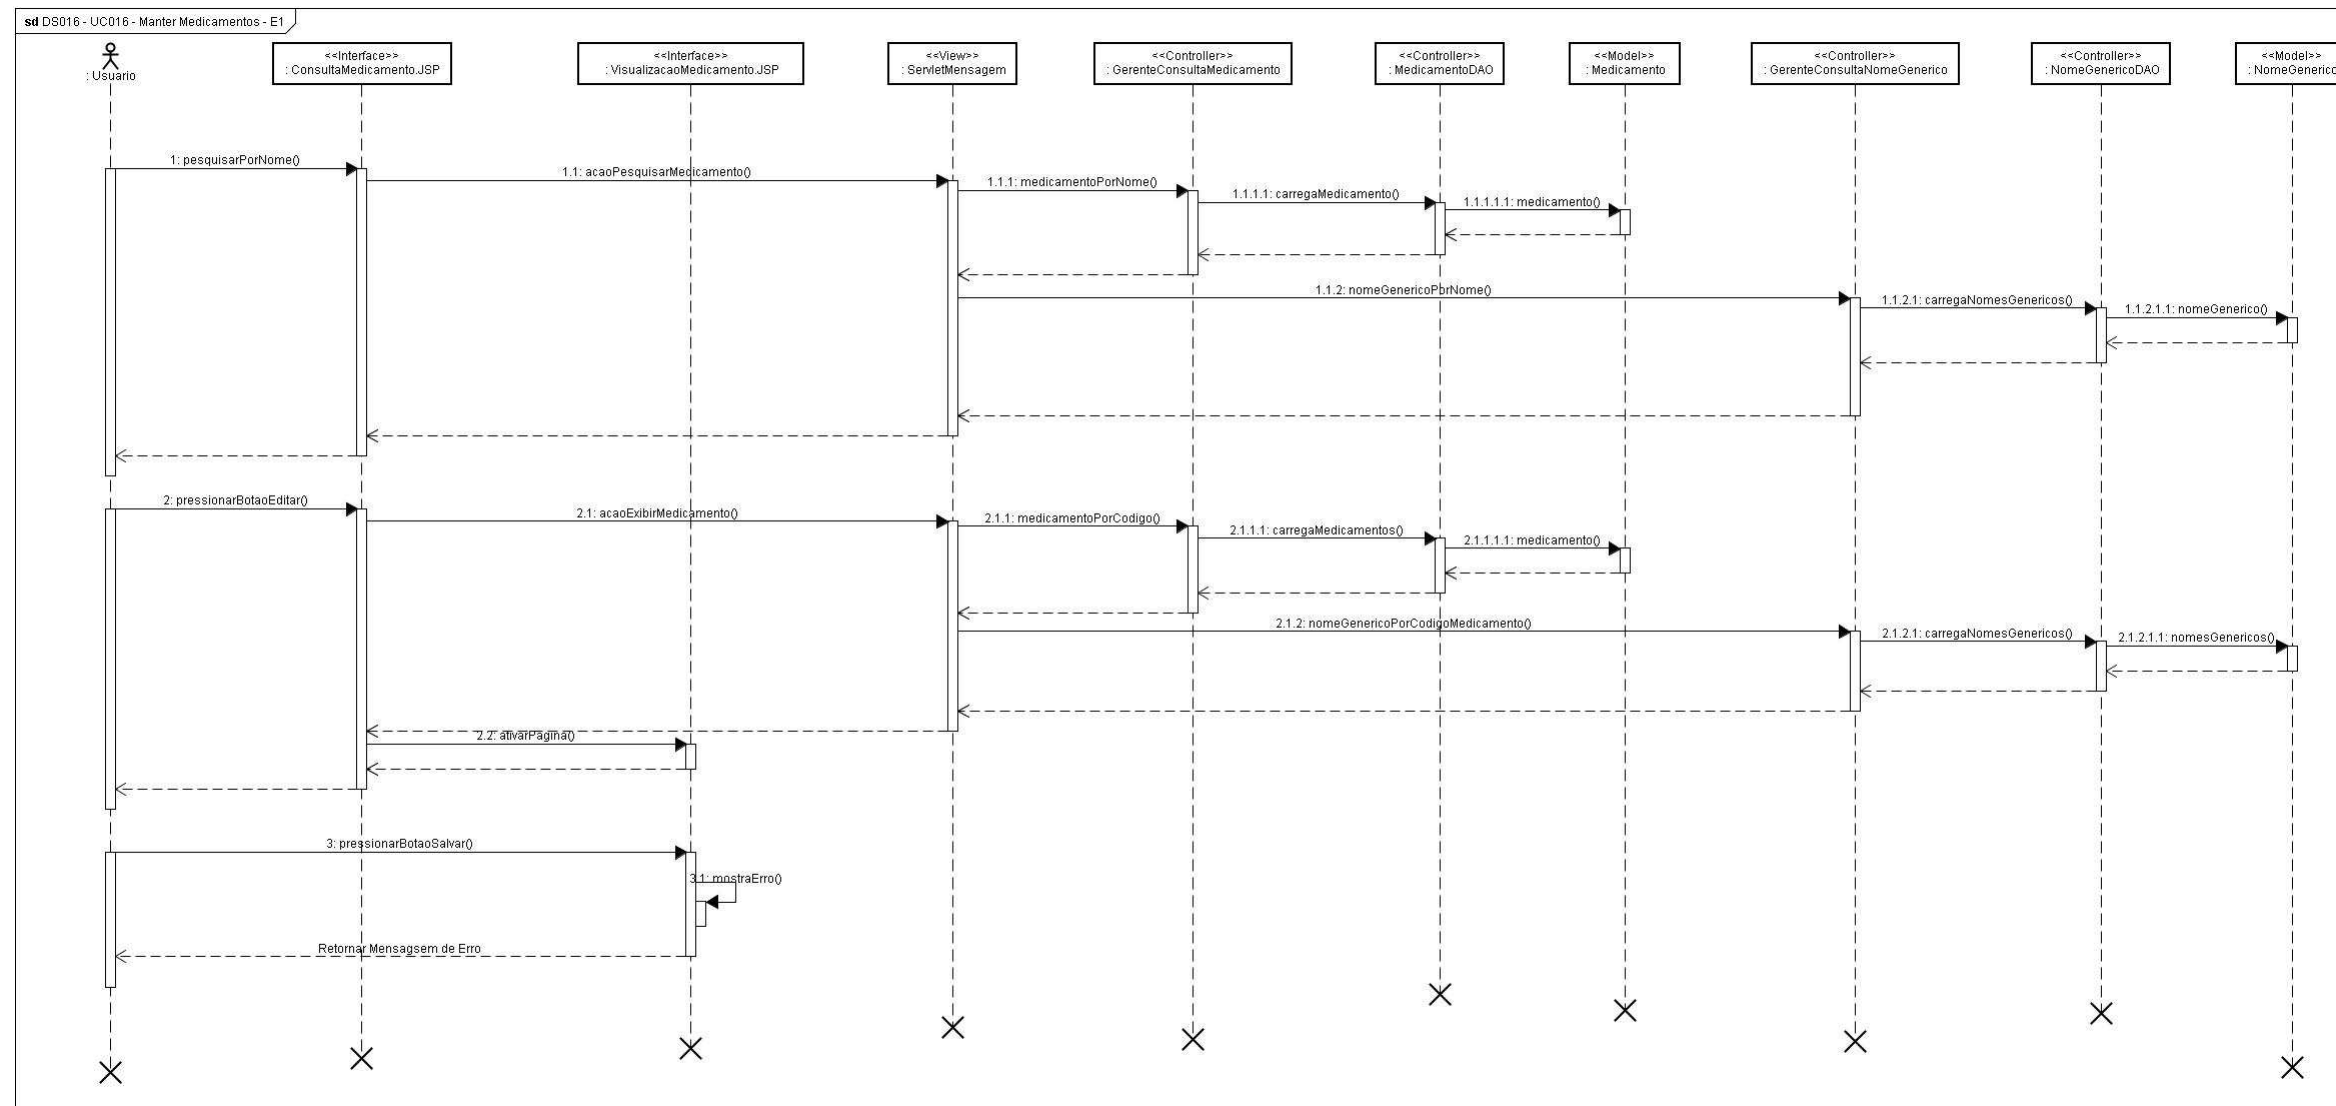 sd DS016 - UC016 - Manter Medicamentos - E1
: Usuario
<<Interface>>
: ConsultaMedicamento.JSP
<<Interface>>
: VisualizacaoMedicamento.JSP
<<View>>
: ServletMensagem
<<Controller>>
: GerenteConsultaMedicamento
<<Controller>>
: MedicamentoDAO
<<Model>>
: Medicamento
<<Controller>>
: GerenteConsultaNomeGenerico
<<Controller>>
: NomeGenericoDAO
<<Model>>
: NomeGenerico
1: pesquisarPorNome()
1.1: acaoPesquisarMedicamento()
1.1.1: medicamentoPorNome()
1.1.1.1: carregaMedicamento()
1.1.1.1.1: medicamento()
1.1.2: nomeGenericoPorNome()
1.1.2.1: carregaNomesGenericos()
1.1.2.1.1: nomeGenerico()
2: pressionarBotaoEditar()
2.1: acaoExibirMedicamento()
2.1.1: medicamentoPorCodigo()
2.1.1.1: carregaMedicamentos()
2.1.1.1.1: medicamento()
2.1.2: nomeGenericoPorCodigoMedicamento()
2.1.2.1: carregaNomesGenericos()
2.1.2.1.1: nomesGenericos()
2.2: ativarPagina()
3: pressionarBotaoSalvar()
3.1: mostraErro()
Retornar Mensagsem de Erro